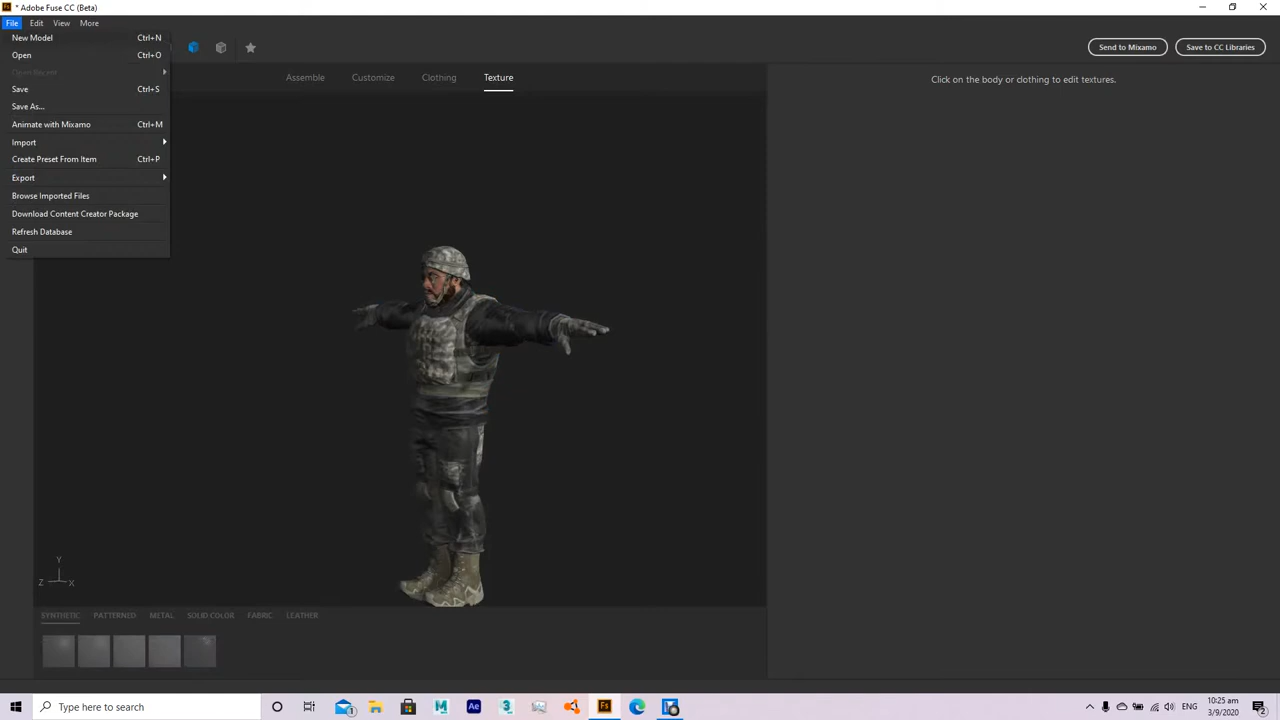 * Adobe Fuse CC (Beta)
File Edit View More
New Model Ctrl+N
Open Ctrl+O
Open Recent
Save Ctrl+S
Save As...
Animate with Mixamo Ctrl+M
Import
Create Preset From Item Ctrl+P
Export
Browse Imported Files
Download Content Creator Package
Refresh Database
Quit
Send to Mixamo
Save to CC Libraries
Assemble Customize Clothing Texture
Click on the body or clothing to edit textures.
Y
Z X
SYNTHETIC PATTERNED METAL SOLID COLOR FABRIC LEATHER
Type here to search
ENG
10:25 am
3/9/2020